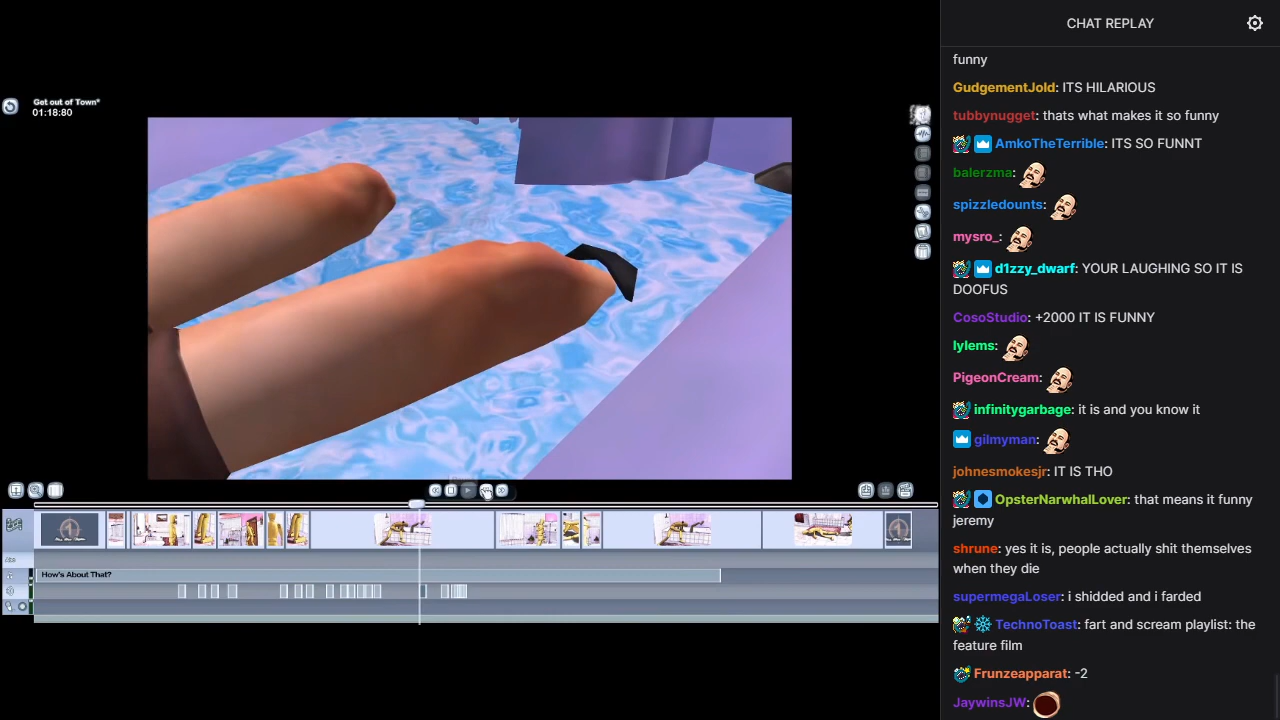 Get out of Town*
01:18:80
How's About That?
CHAT REPLAY
funny
GudgementJold: ITS HILARIOUS
tubbynugget: thats what makes it so funny
AmkoTheTerrible: ITS SO FUNNT
balerzma:
spizzledounts:
mysro_:
d1zzy_dwarf: YOUR LAUGHING SO IT IS
DOOFUS
CosoStudio: +2000 IT IS FUNNY
lylems:
PigeonCream:
infinitygarbage: it is and you know it
gilmyman:
johnesmokesjr: IT IS THO
OpsterNarwhalLover: that means it funny
jeremy
shrune: yes it is, people actually shit themselves
when they die
supermegaLoser: i shidded and i farded
TechnoToast: fart and scream playlist: the
feature film
Frunzeapparat: -2
JaywinsJW: